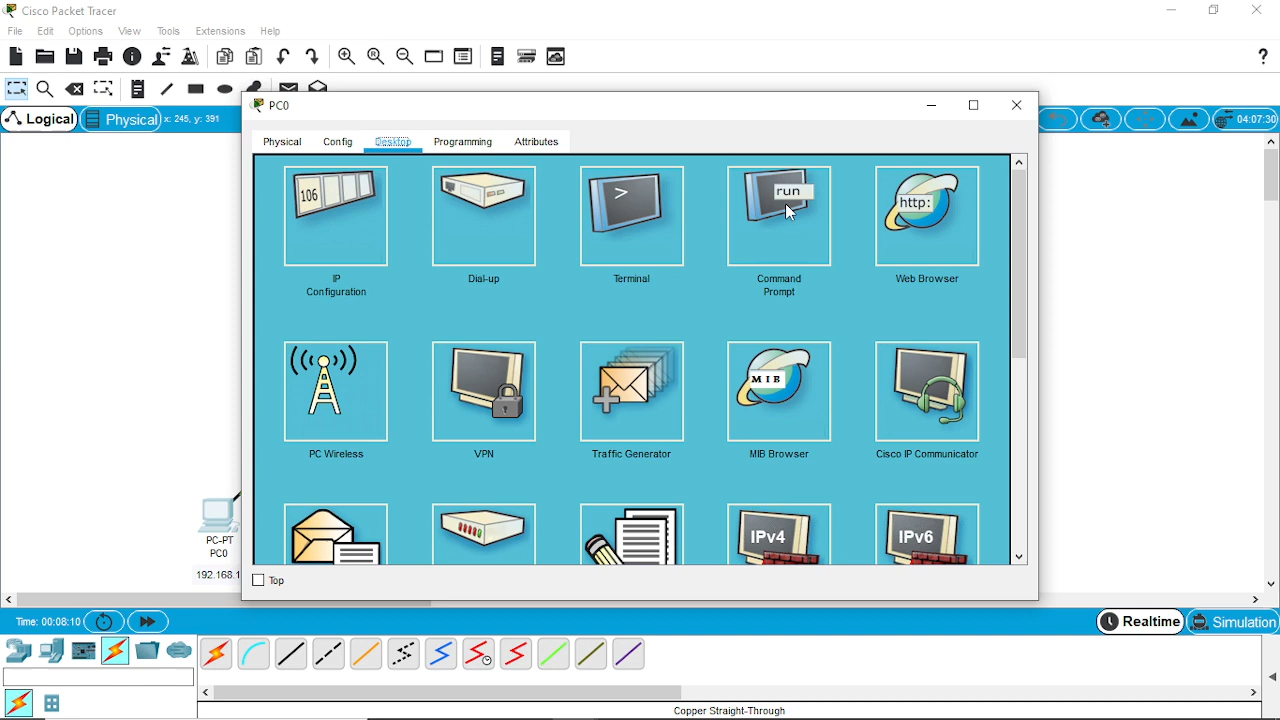 Cisco Packet Tracer
File Edit Options View Tools Extensions Help
PC0
Logical Physical x: 245, y: 391 04:07:30
Physical Config Desktop Programming Attributes
106 > run http:
IP Configuration
Dial-up
Terminal
Command Prompt
Web Browser
MIB
PC Wireless
VPN
Traffic Generator
MIB Browser
Cisco IP Communicator
IPv4 IPv6
PC-PT
PC0
192.168.1
Top
Time: 00:08:10 Realtime Simulation
Copper Straight-Through